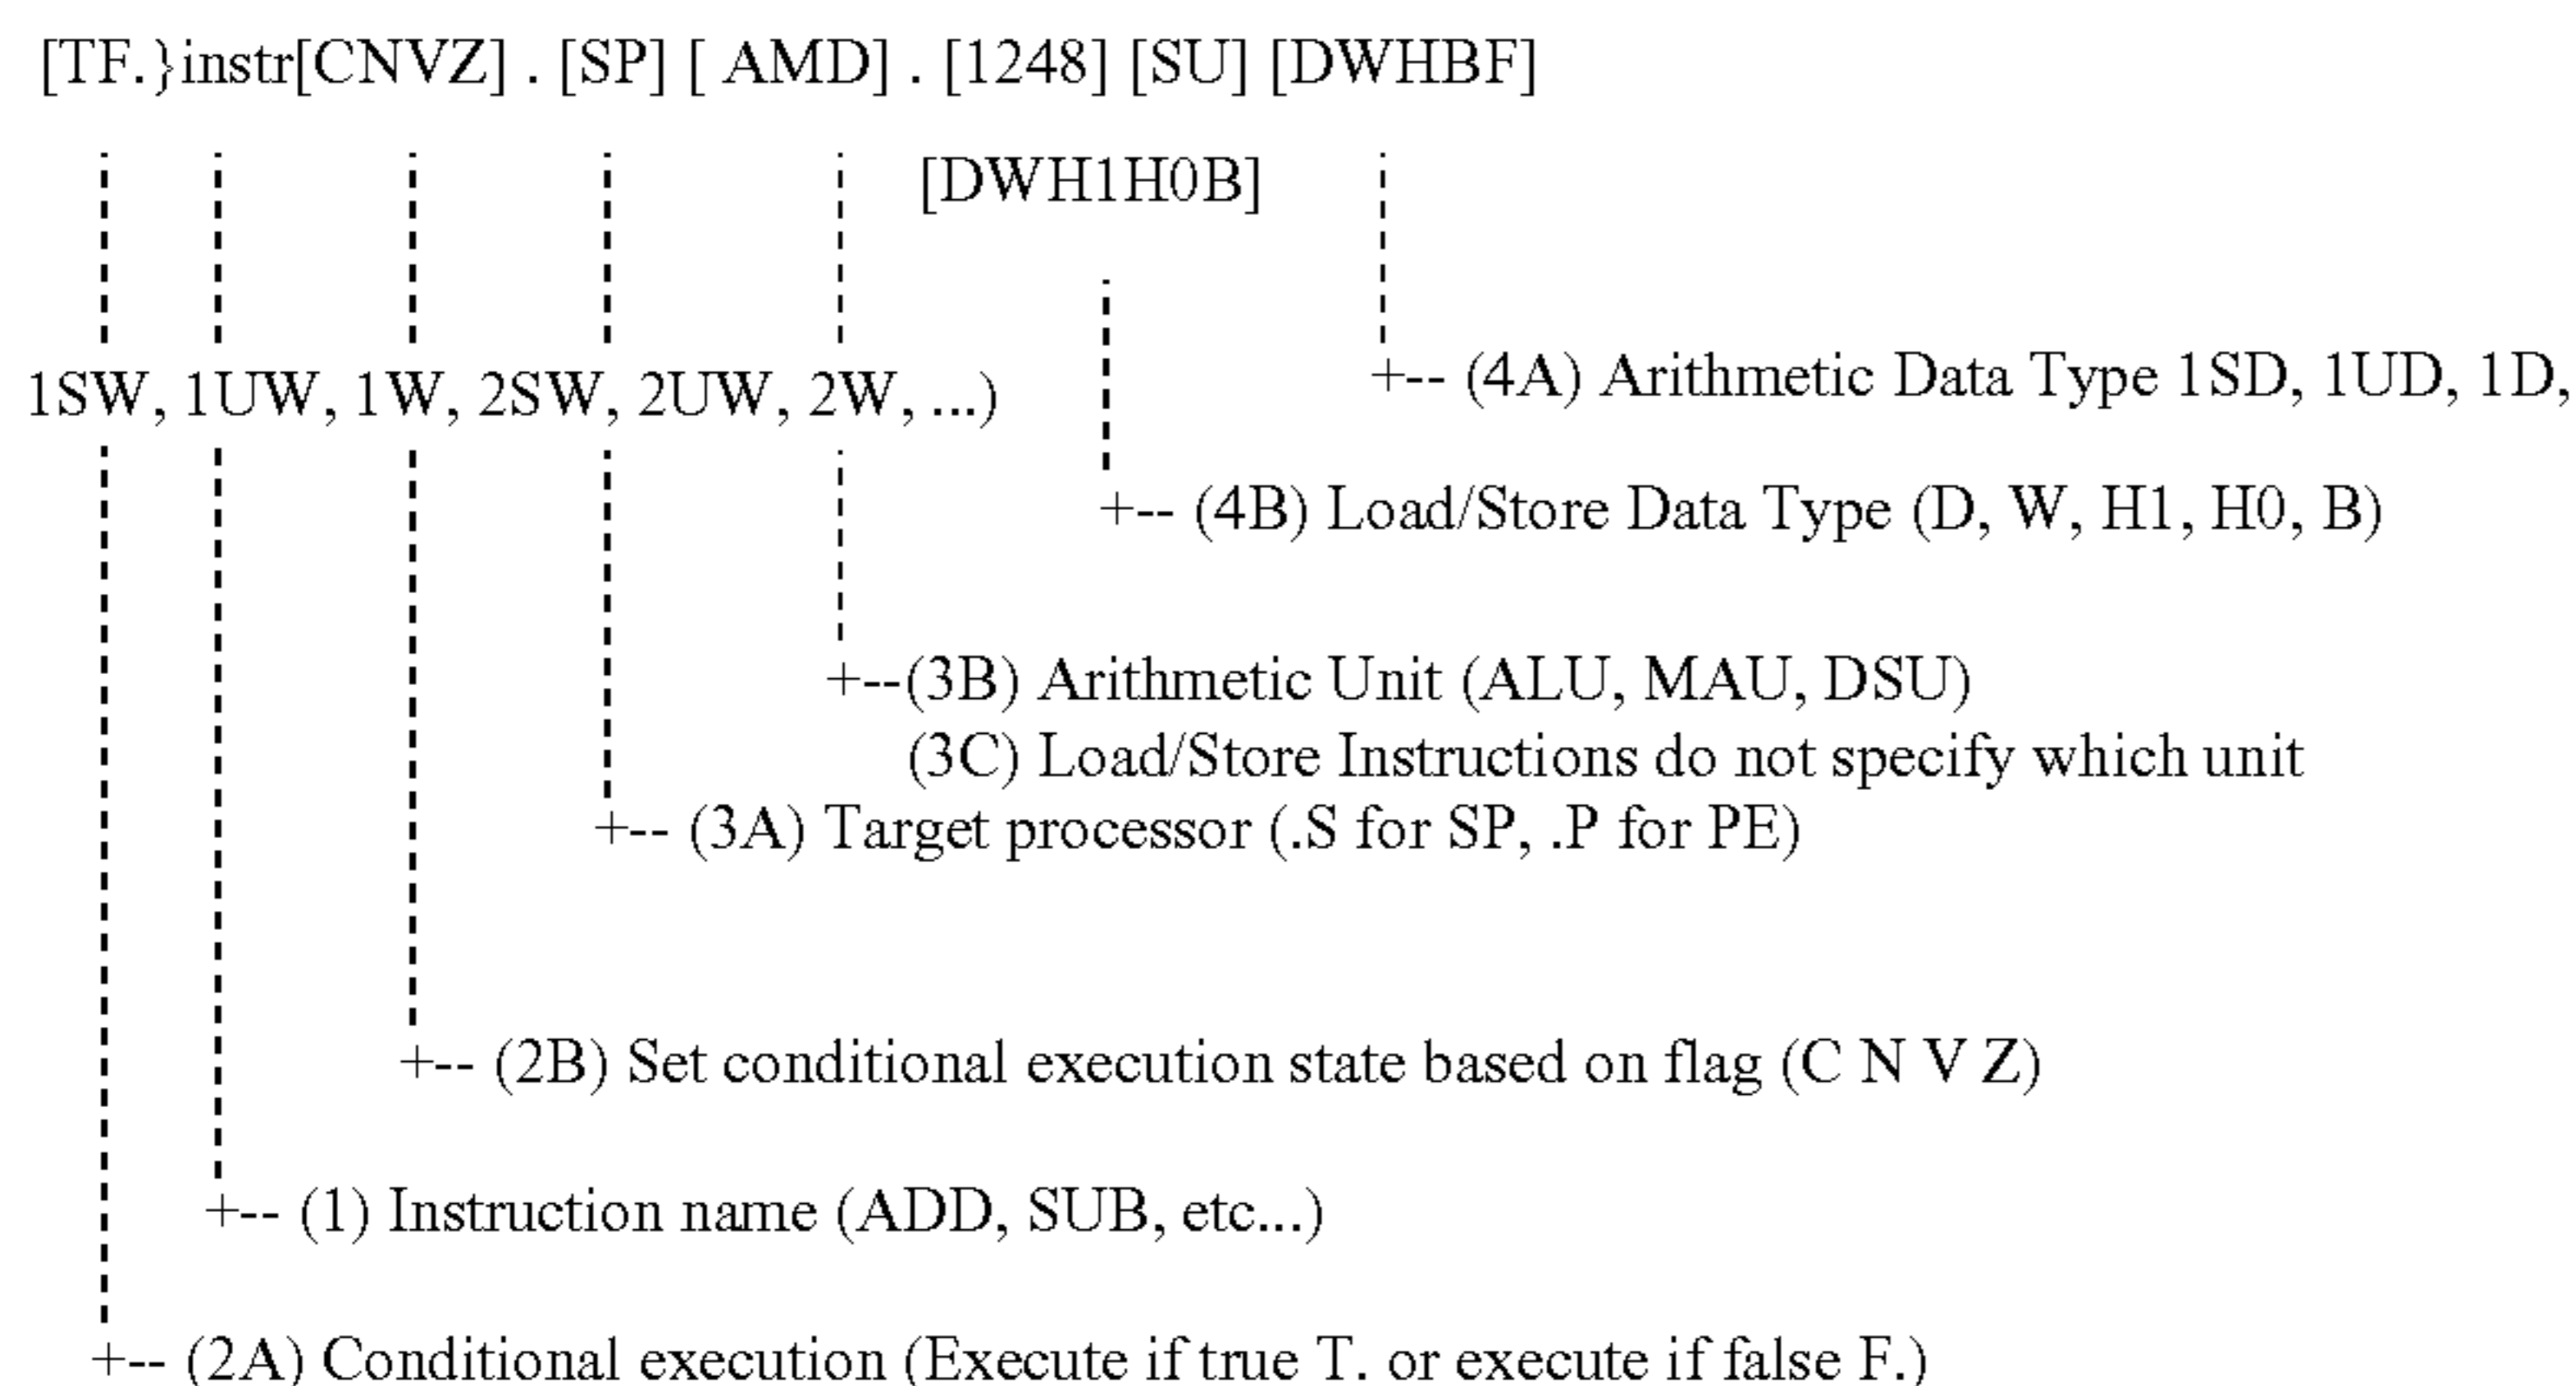 [TF.}instr[CNVZ] . [SP] [ AMD] . [1248] [SU] [DWHBF]
[DWH1H0B]
+-- (4A) Arithmetic Data Type 1SD, 1UD, 1D,
1SW, 1UW, 1W, 2SW, 2UW, 2W, ...)
+-- (4B) Load/Store Data Type (D, W, H1, H0, B)
+--(3B) Arithmetic Unit (ALU, MAU, DSU)
(3C) Load/Store Instructions do not specify which unit
+-- (3A) Target processor (.S for SP, .P for PE)
+-- (2B) Set conditional execution state based on flag (C N V Z)
+-- (1) Instruction name (ADD, SUB, etc...)
+-- (2A) Conditional execution (Execute if true T. or execute if false F.)